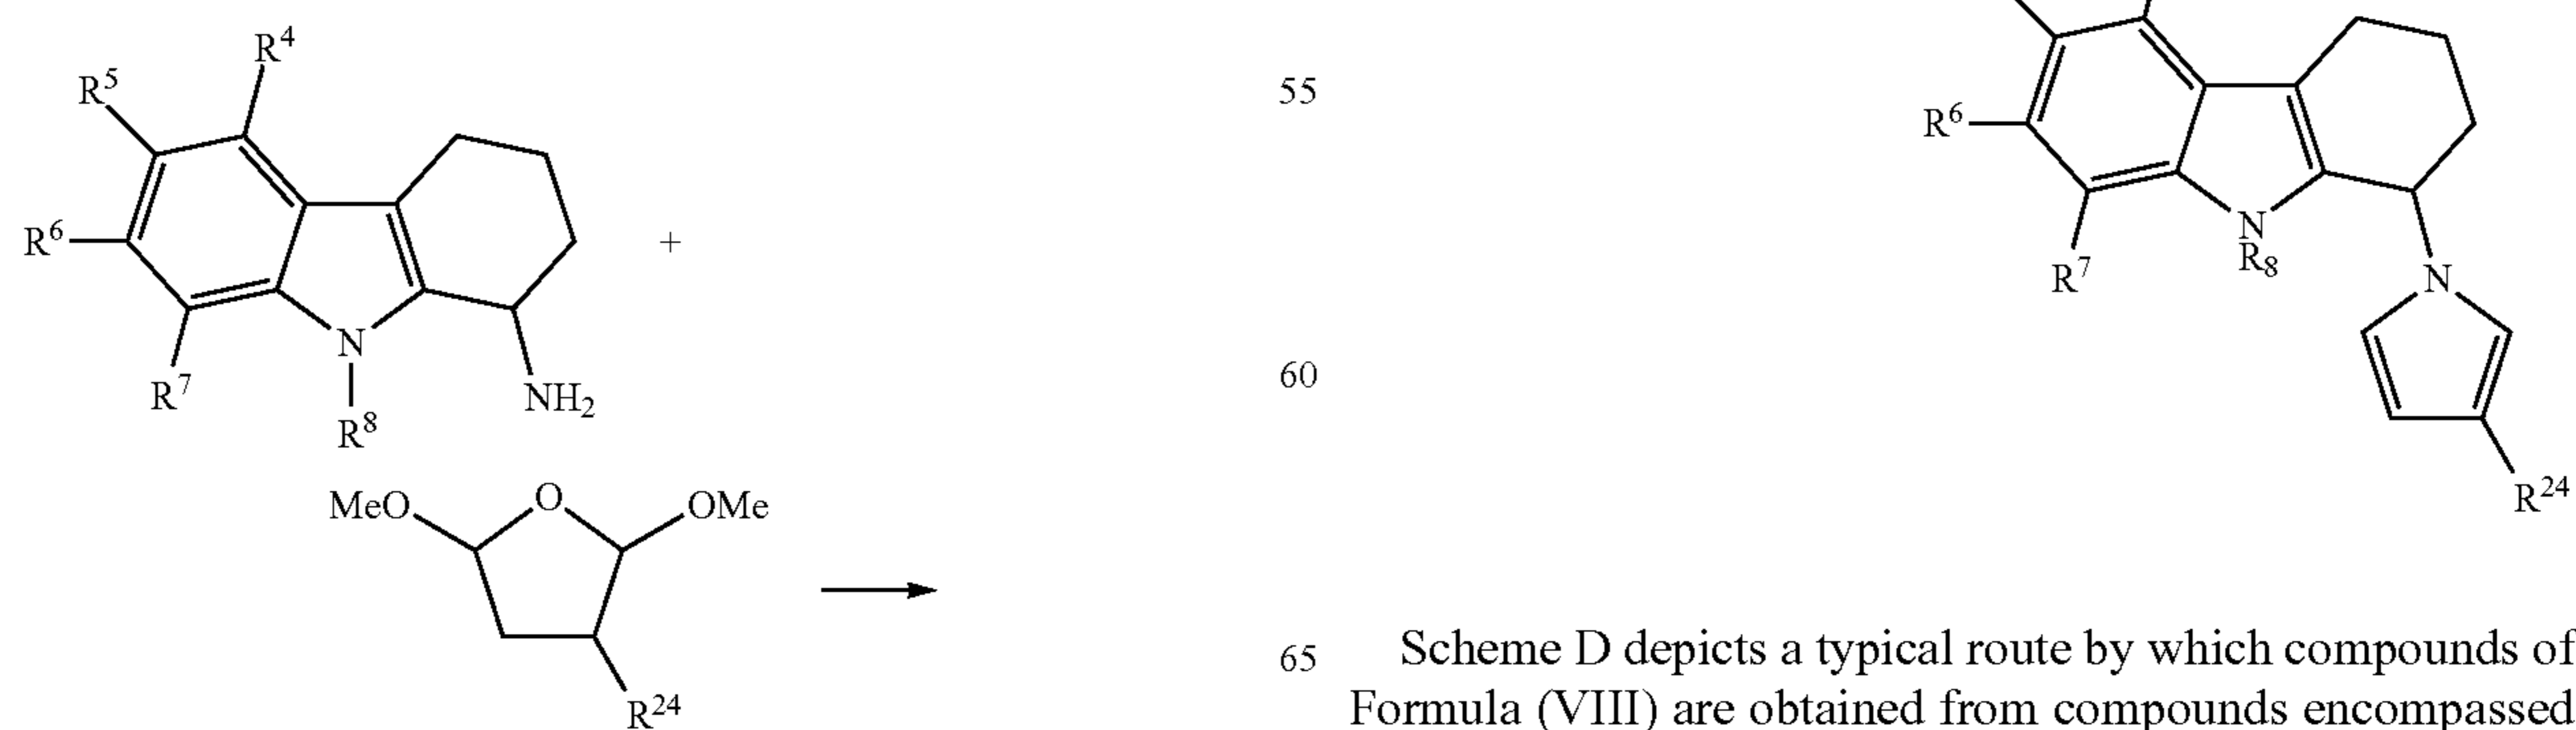 R⁴
R⁵
R⁶
+
N
R⁷
NH₂
R⁸
MeO
O
OMe
R²⁴
55
60
65
R⁶
N
R₈
R⁷
N
R²⁴
Scheme D depicts a typical route by which compounds of
Formula (VIII) are obtained from compounds encompassed